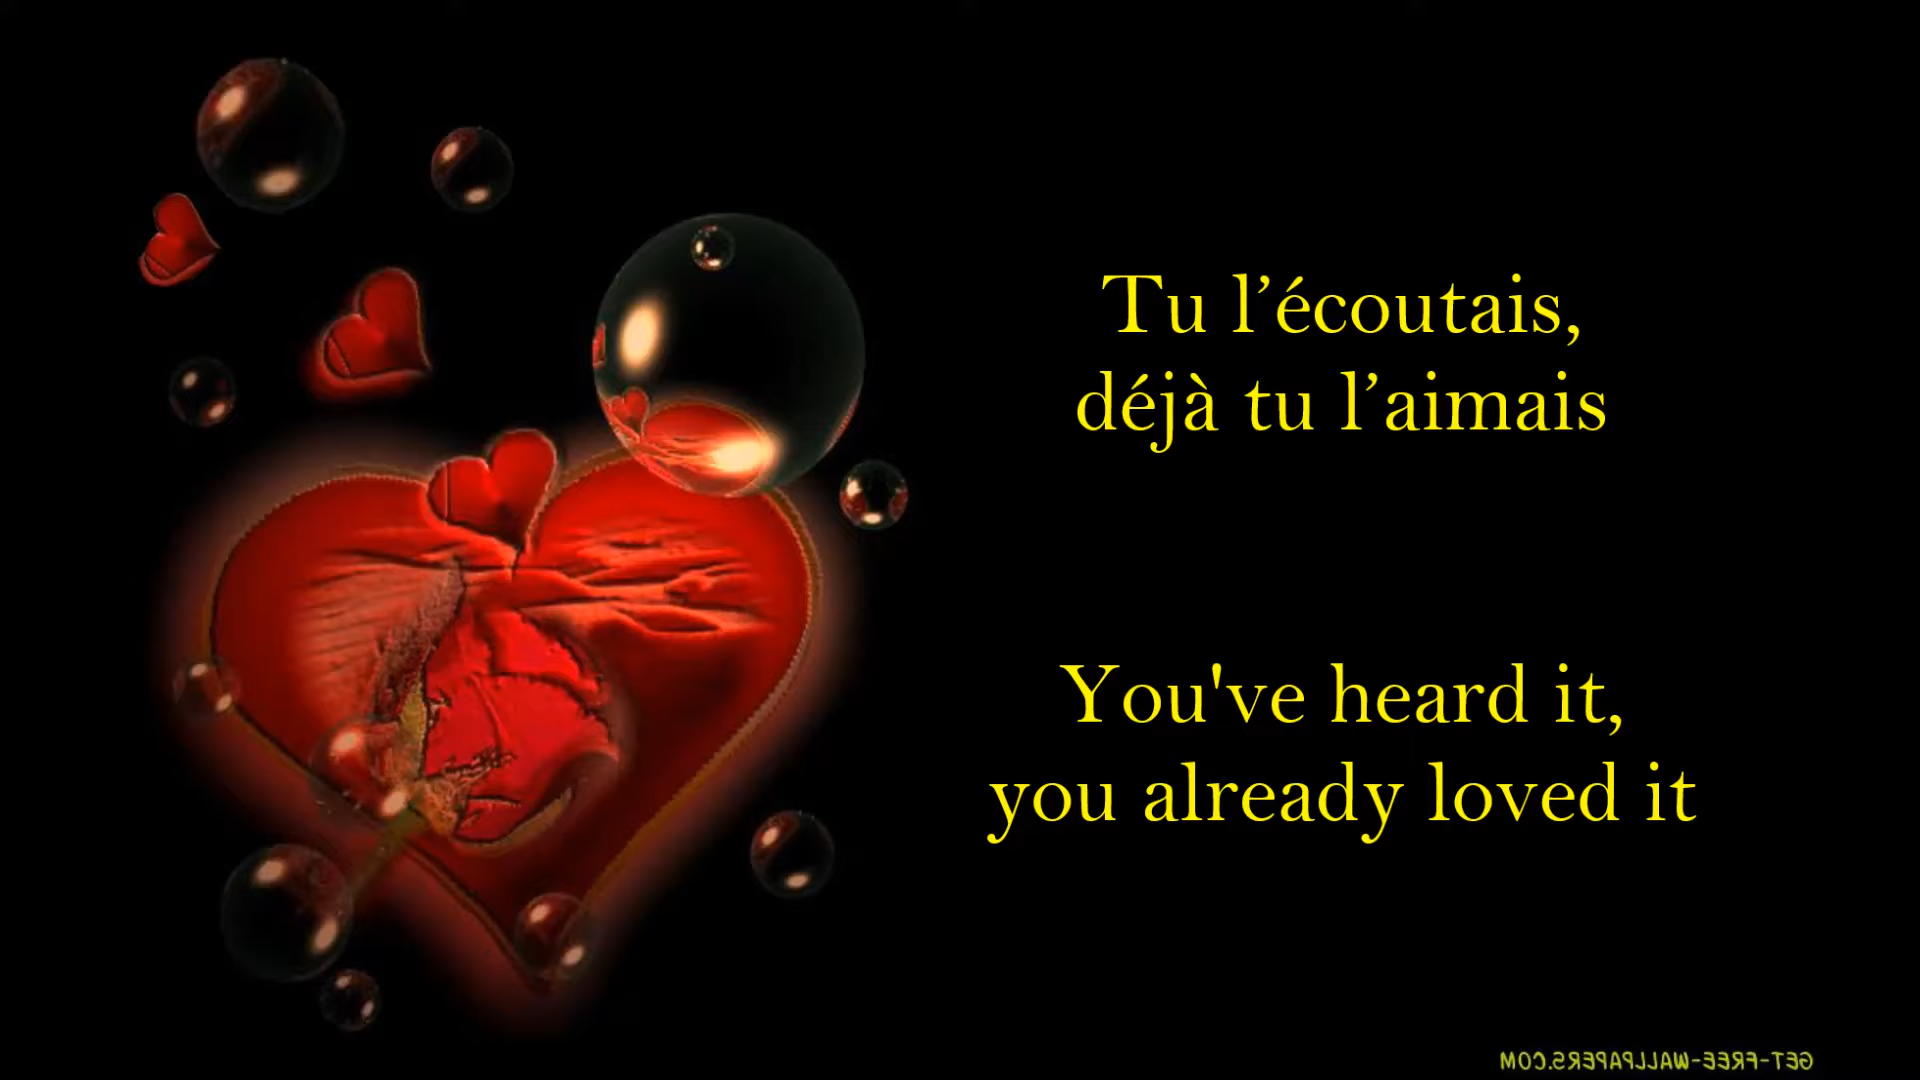 Tu l’écoutais,
déjà tu l’aimais
You've heard it,
you already loved it
GET-FREE-WALLPAPERS.COM